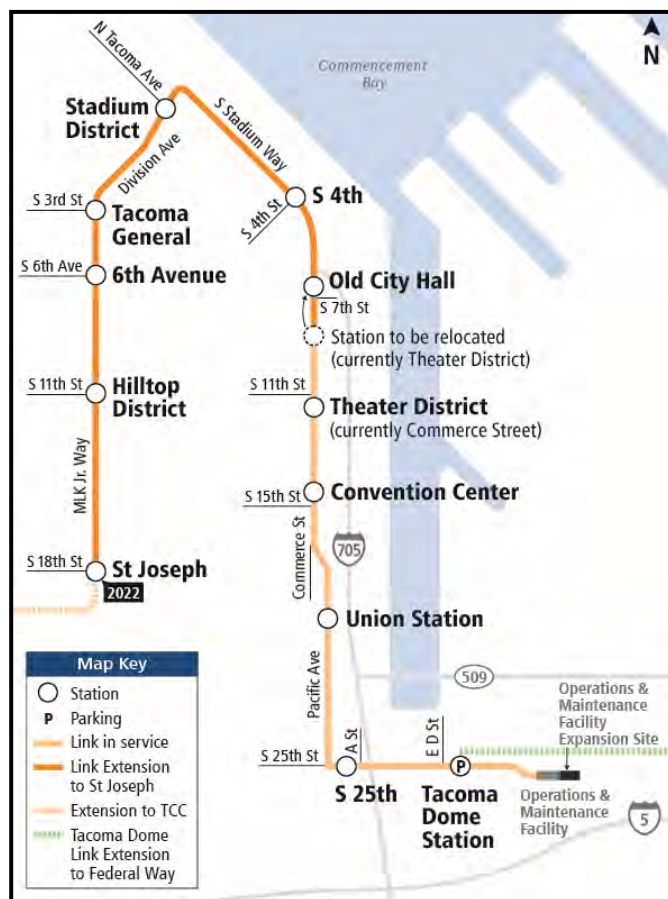 N
Commencement
Bay
N Tacoma Ave
Stadium
District
S Stadium Way
Division Ave
S 3rd St
Tacoma
General
S 4th
S 4th St
S 6th Ave
6th Avenue
Old City Hall
S 7th St
Station to be relocated
(currently Theater District)
S 11th St
Hilltop
District
S 11th St
Theater District
(currently Commerce Street)
MLK Jr. Way
S 15th St
Convention Center
Commerce St
705
S 18th St
St Joseph
2022
Union Station
Pacific Ave
509
Operations &
Maintenance
Facility
Expansion Site
S 25th St
A St
E D St
P
S 25th
Tacoma
Dome
Station
Operations &
Maintenance
Facility
5
Map Key
Station
P Parking
Link in service
Link Extension
to St Joseph
Extension to TCC
Tacoma Dome
Link Extension
to Federal Way